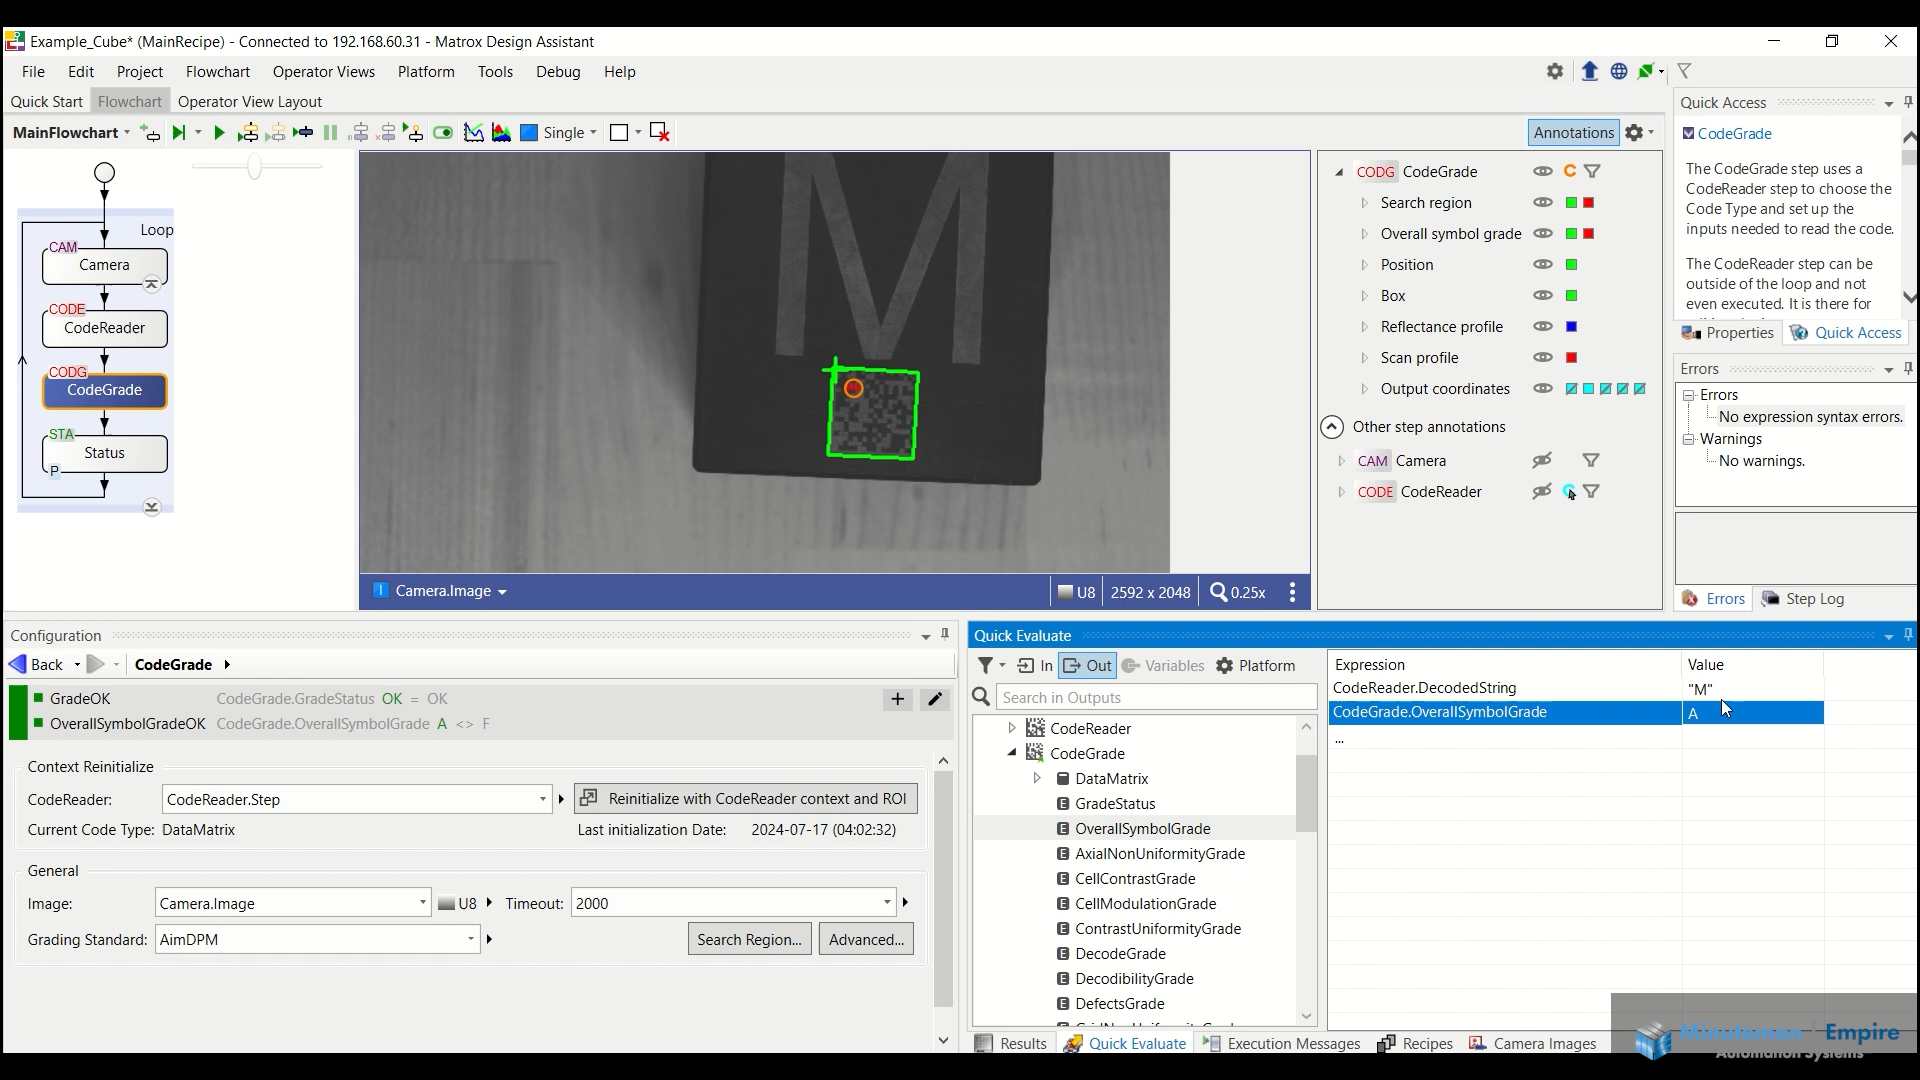 Example_Cube* (MainRecipe) - Connected to 192.168.60.31 - Matrox Design Assistant
File Edit Project Flowchart Operator Views Platform Tools Debug Help
Quick Start Flowchart Operator View Layout
MainFlowchart Single Annotations
Loop
CAM
Camera
CODE
CodeReader
CODG
CodeGrade
STA
Status
P
M
Camera.Image U8 2592 x 2048 0.25x
CODG CodeGrade
Search region
Overall symbol grade
Position
Box
Reflectance profile
Scan profile
Output coordinates
Other step annotations
CAM Camera
CODE CodeReader
Quick Access
CodeGrade
The CodeGrade step uses a
CodeReader step to choose the
Code Type and set up the
inputs needed to read the code.
The CodeReader step can be
outside of the loop and not
even executed. It is there for
Properties Quick Access
Errors
Errors
No expression syntax errors.
Warnings
No warnings.
Errors Step Log
Configuration
Back CodeGrade
GradeOK CodeGrade.GradeStatus OK = OK
OverallSymbolGradeOK CodeGrade.OverallSymbolGrade A <> F
Context Reinitialize
CodeReader: CodeReader.Step Reinitialize with CodeReader context and ROI
Current Code Type: DataMatrix Last initialization Date: 2024-07-17 (04:02:32)
General
Image: Camera.Image U8 Timeout: 2000
Grading Standard: AimDPM Search Region... Advanced...
Quick Evaluate
In Out Variables Platform
Search in Outputs
CodeReader
CodeGrade
DataMatrix
GradeStatus
OverallSymbolGrade
AxialNonUniformityGrade
CellContrastGrade
CellModulationGrade
ContrastUniformityGrade
DecodeGrade
DecodibilityGrade
DefectsGrade
Expression Value
CodeReader.DecodedString "M"
CodeGrade.OverallSymbolGrade A
...
Results Quick Evaluate Execution Messages Recipes Camera Images
Minuteman Empire
Automation Systems